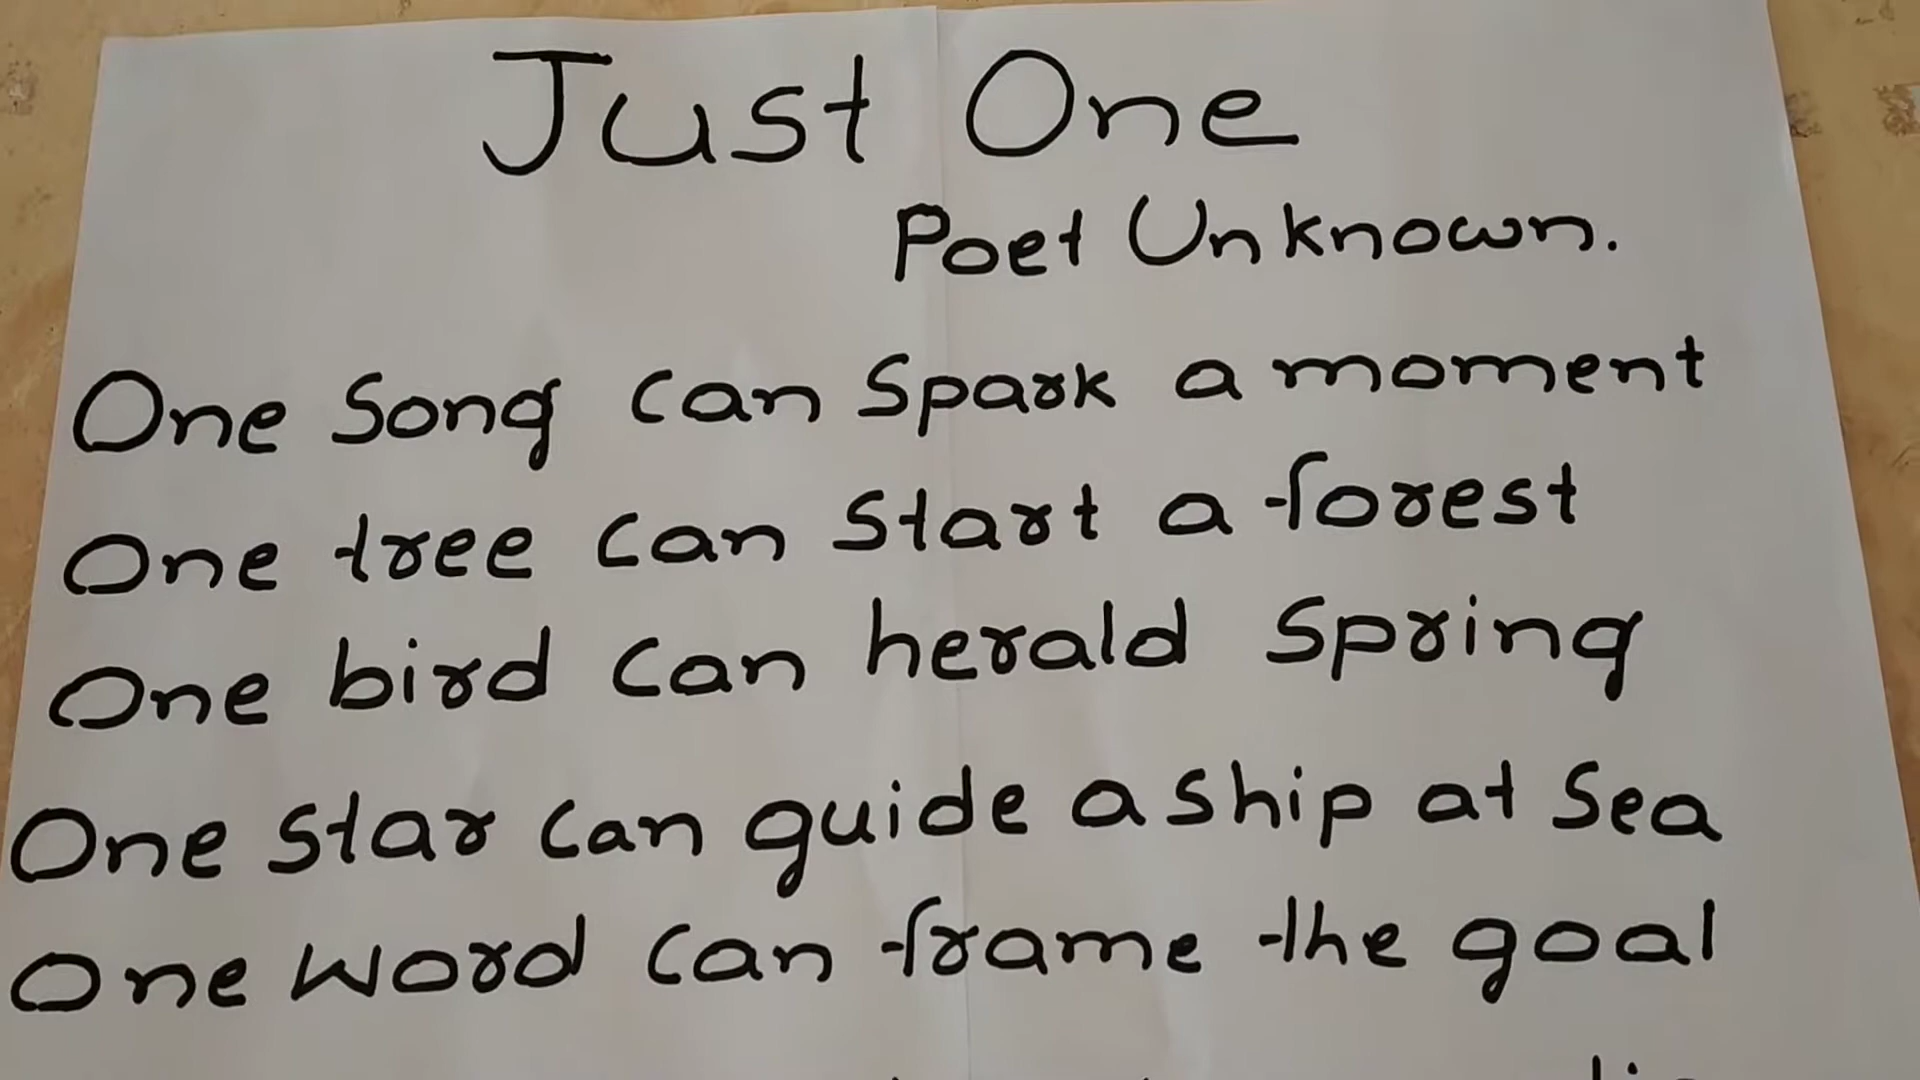 Just One
Poet Unknown.
One Song can Spark a moment
One tree can Start a forest
One bird can herald Spring
One star can guide a ship at Sea
One word can frame the goal